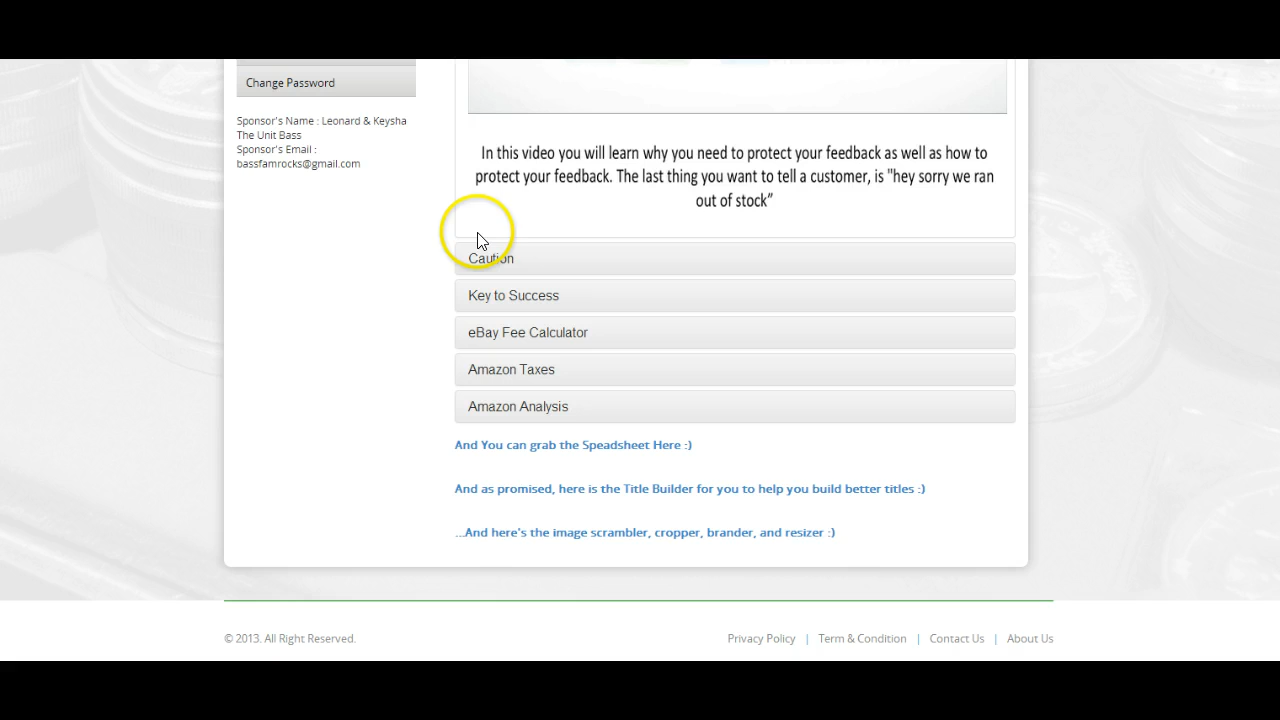 Change Password
Sponsor's Name : Leonard & Keysha
The Unit Bass
Sponsor's Email :
bassfamrocks@gmail.com
In this video you will learn why you need to protect your feedback as well as how to
protect your feedback. The last thing you want to tell a customer, is "hey sorry we ran
out of stock”
Caution
Key to Success
eBay Fee Calculator
Amazon Taxes
Amazon Analysis
And You can grab the Speadsheet Here :)
And as promised, here is the Title Builder for you to help you build better titles :)
...And here's the image scrambler, cropper, brander, and resizer :)
© 2013. All Right Reserved.
Privacy Policy | Term & Condition | Contact Us | About Us